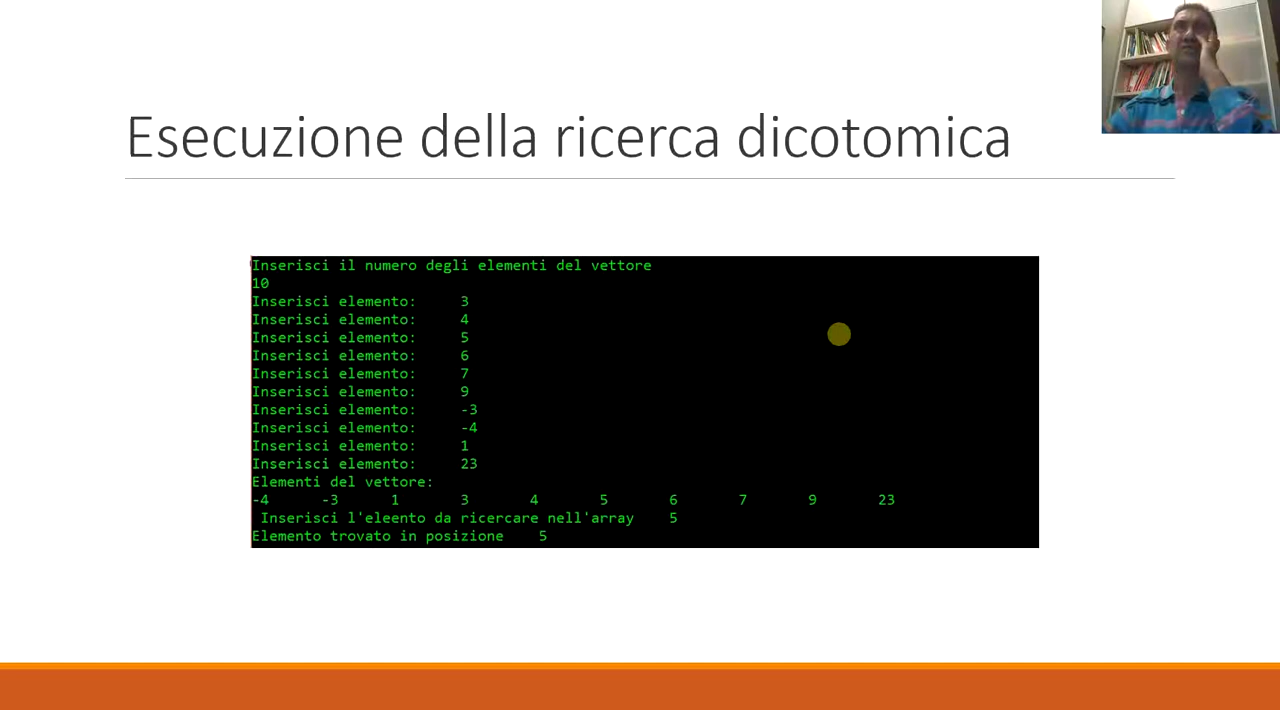 Esecuzione della ricerca dicotomica
Inserisci il numero degli elementi del vettore
10
Inserisci elemento: 3
Inserisci elemento: 4
Inserisci elemento: 5
Inserisci elemento: 6
Inserisci elemento: 7
Inserisci elemento: 9
Inserisci elemento: -3
Inserisci elemento: -4
Inserisci elemento: 1
Inserisci elemento: 23
Elementi del vettore:
-4 -3 1 3 4 5 6 7 9 23
Inserisci l'eleento da ricercare nell'array 5
Elemento trovato in posizione 5